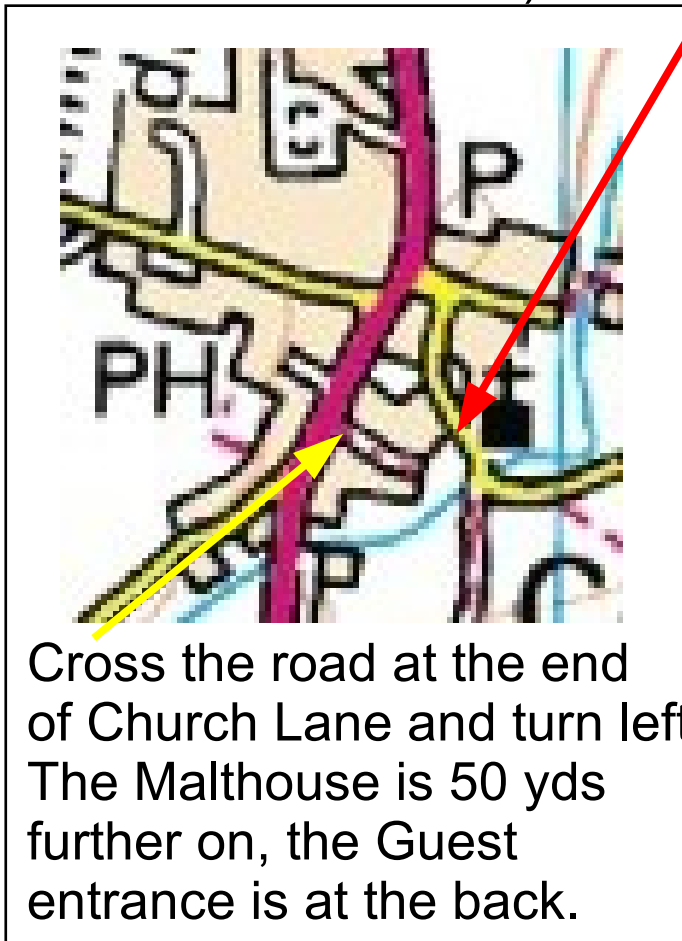 P
PH
P
C
Cross the road at the end
of Church Lane and turn left
The Malthouse is 50 yds
further on, the Guest
entrance is at the back.